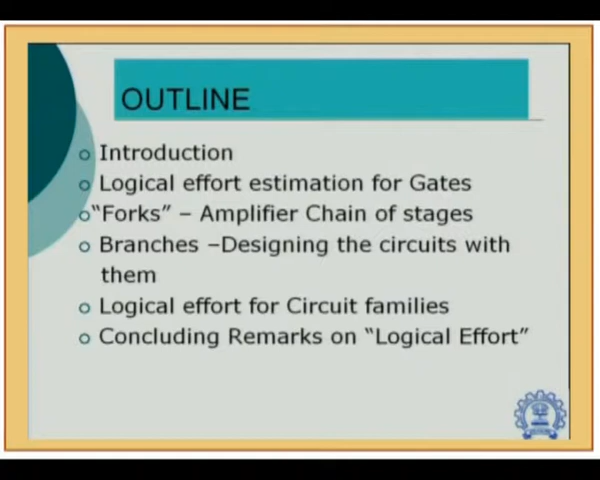 OUTLINE
Introduction
Logical effort estimation for Gates
“Forks” – Amplifier Chain of stages
Branches –Designing the circuits with
them
Logical effort for Circuit families
Concluding Remarks on “Logical Effort”